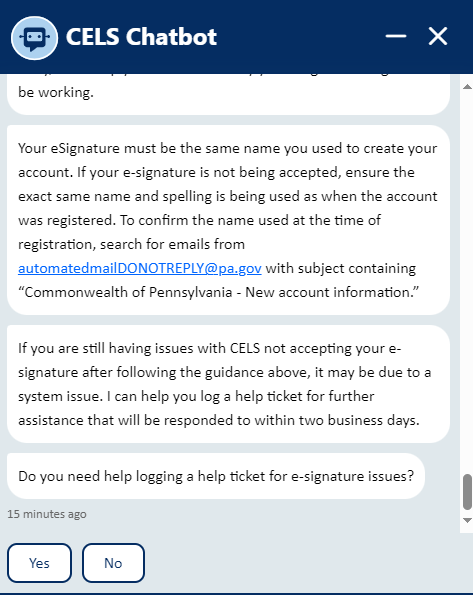 CELS Chatbot
be working.
Your eSignature must be the same name you used to create your
account. If your e-signature is not being accepted, ensure the
exact same name and spelling is being used as when the account
was registered. To confirm the name used at the time of
registration, search for emails from
automatedmailDONOTREPLY@pa.gov with subject containing
“Commonwealth of Pennsylvania - New account information.”
If you are still having issues with CELS not accepting your e-
signature after following the guidance above, it may be due to a
system issue. I can help you log a help ticket for further
assistance that will be responded to within two business days.
Do you need help logging a help ticket for e-signature issues?
15 minutes ago
Yes
No